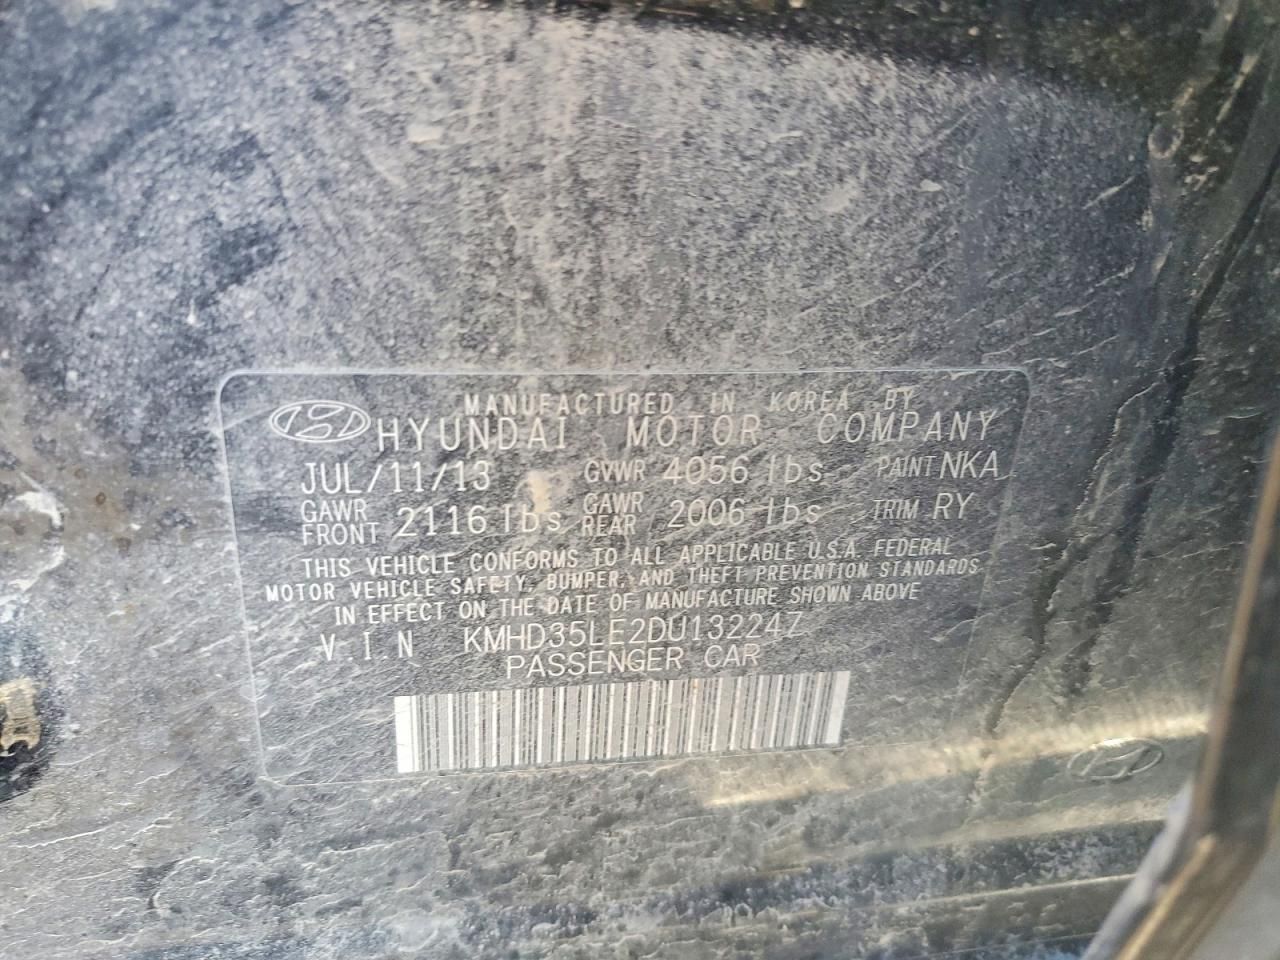 MANUFACTURED IN KOREA BY
HYUNDAI MOTOR COMPANY
JUL/11/13 GVWR 4056 lbs PAINT NKA
GAWR FRONT 2116 lbs GAWR REAR 2006 lbs TRIM RY
THIS VEHICLE CONFORMS TO ALL APPLICABLE U.S.A. FEDERAL
MOTOR VEHICLE SAFETY, BUMPER, AND THEFT PREVENTION STANDARDS
IN EFFECT ON THE DATE OF MANUFACTURE SHOWN ABOVE
V.I.N KMHD35LE2DU132247
PASSENGER CAR